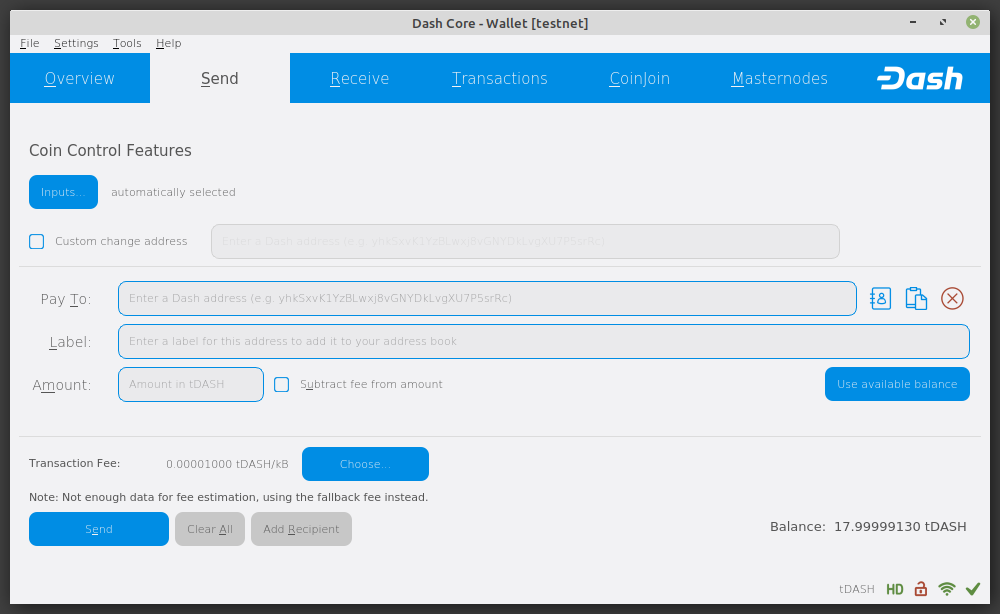 Dash Core - Wallet [testnet]
File Settings Tools Help
Overview Send Receive Transactions CoinJoin Masternodes Dash
Coin Control Features
Inputs... automatically selected
Custom change address Enter a Dash address (e.g. yhkSxvK1YzBLwxj8vGNYDkLvgXU7P5srRc)
Pay To: Enter a Dash address (e.g. yhkSxvK1YzBLwxj8vGNYDkLvgXU7P5srRc)
Label: Enter a label for this address to add it to your address book
Amount: Amount in tDASH Subtract fee from amount Use available balance
Transaction Fee: 0.00001000 tDASH/kB Choose...
Note: Not enough data for fee estimation, using the fallback fee instead.
Send Clear All Add Recipient Balance: 17.99999130 tDASH
tDASH HD